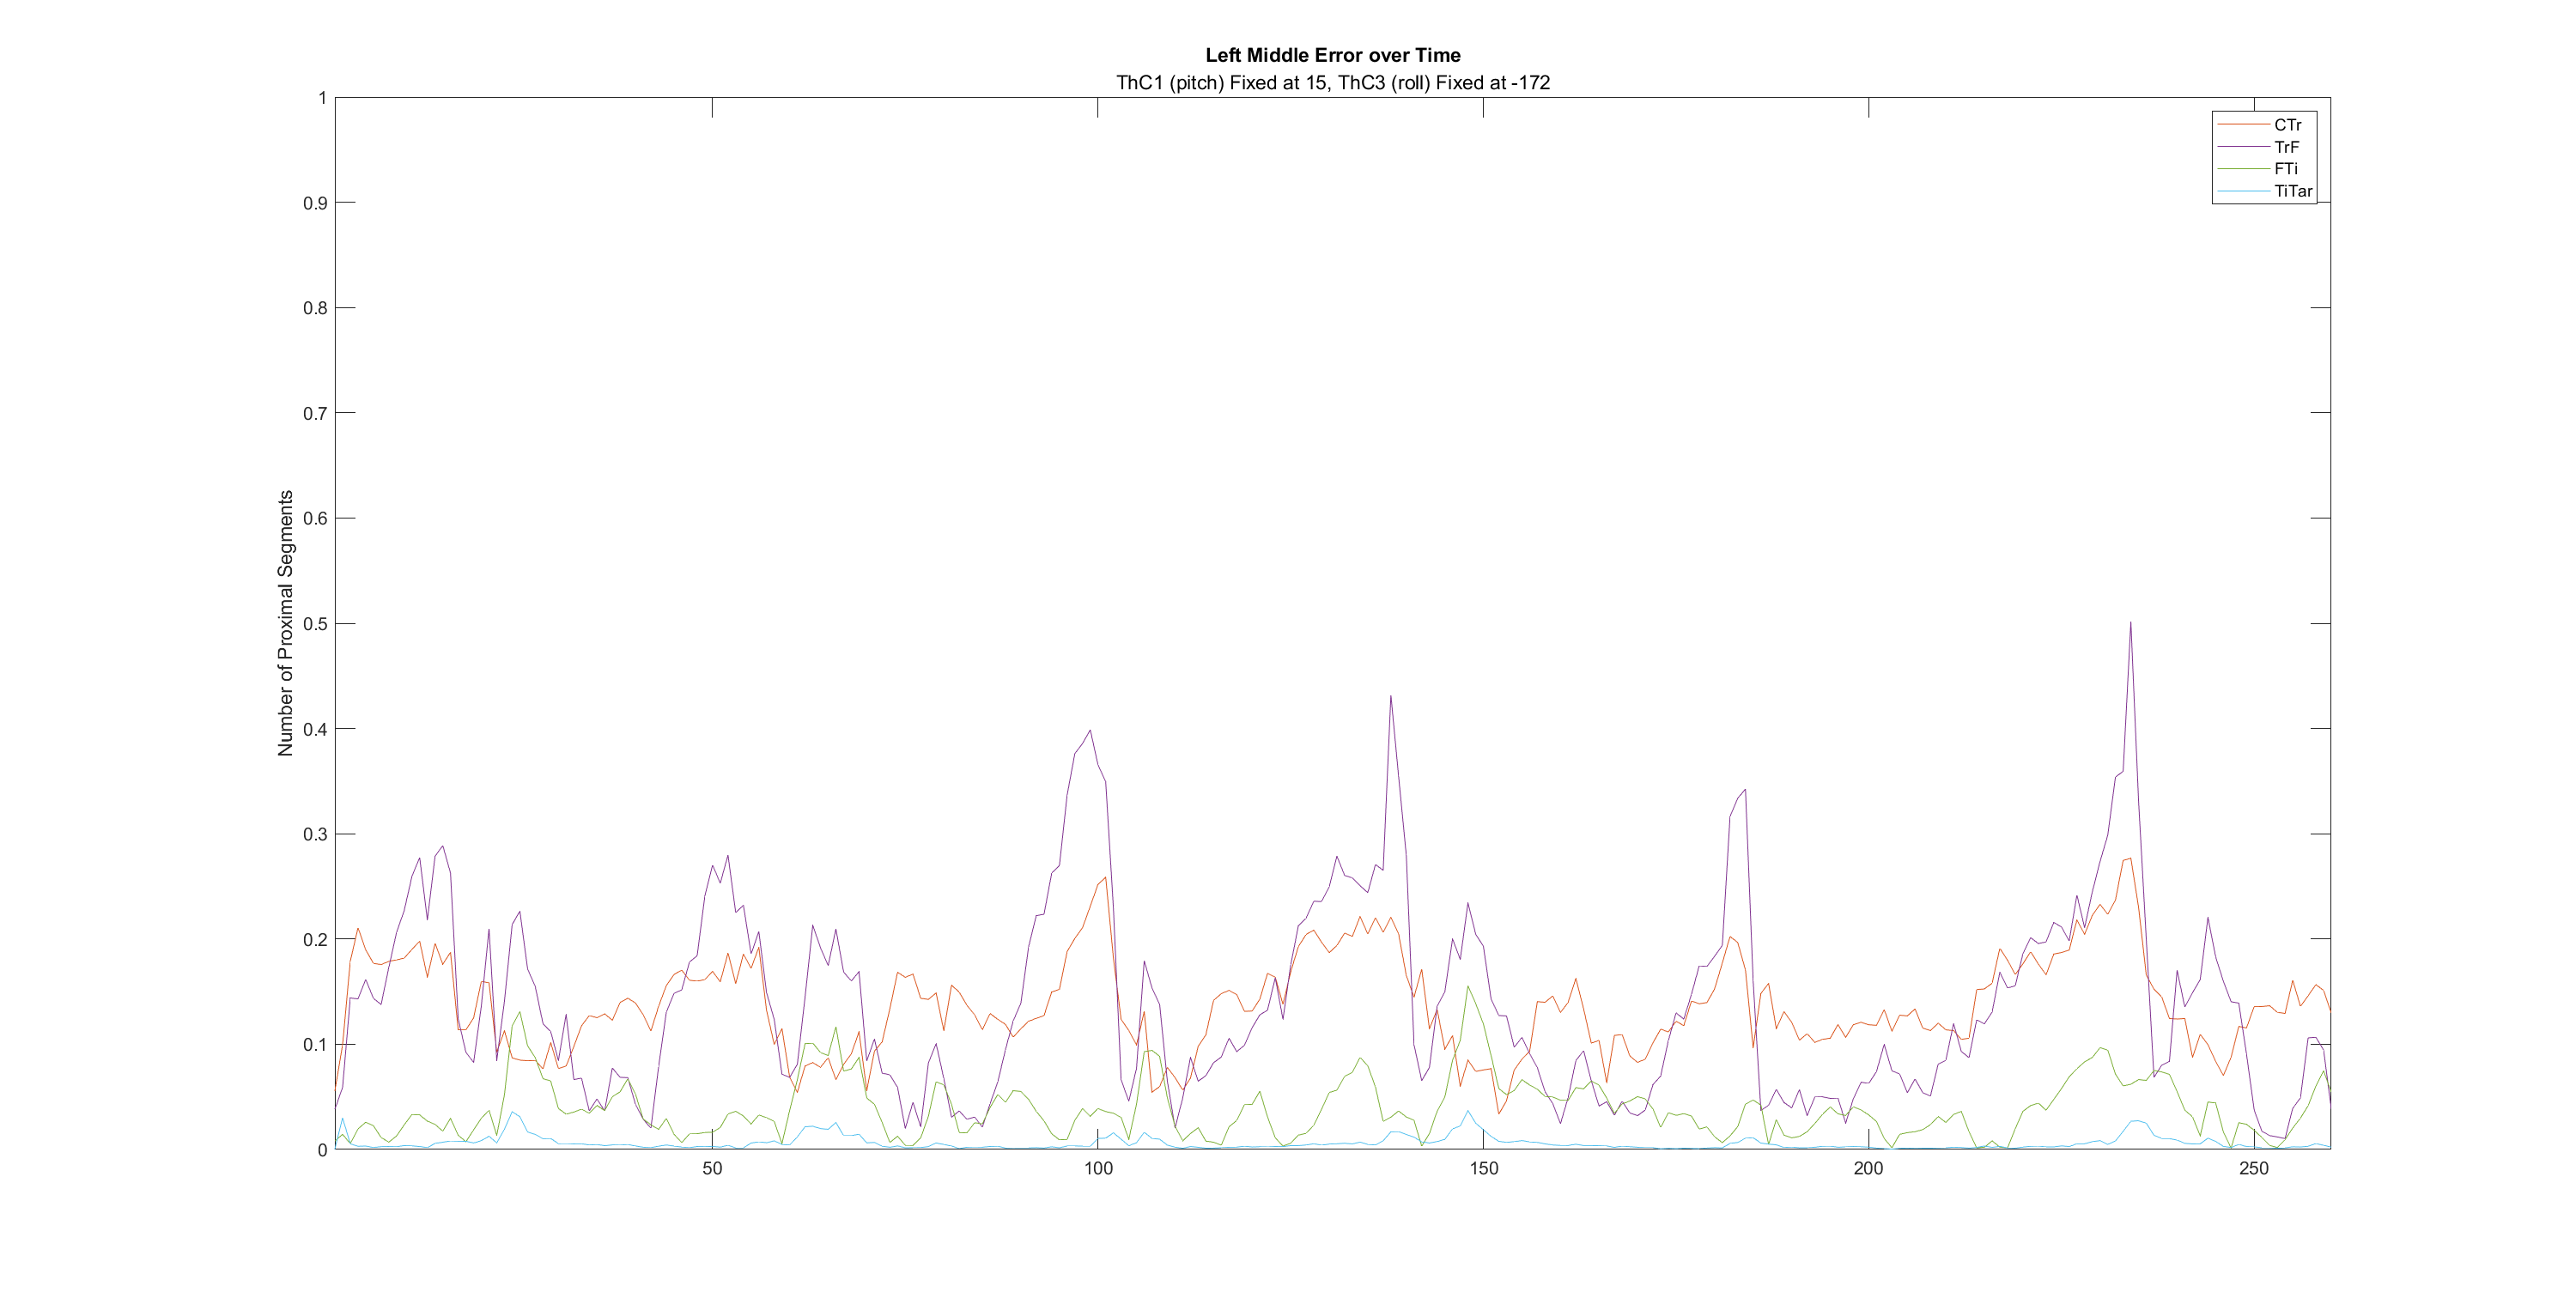 Left Middle Error over Time
ThC1 (pitch) Fixed at 15, ThC3 (roll) Fixed at -172
1
0.9
0.8
0.7
0.6
0.5
0.4
0.3
0.2
0.1
0
Number of Proximal Segments
CTr
TrF
FTi
TiTar
50
100
150
200
250